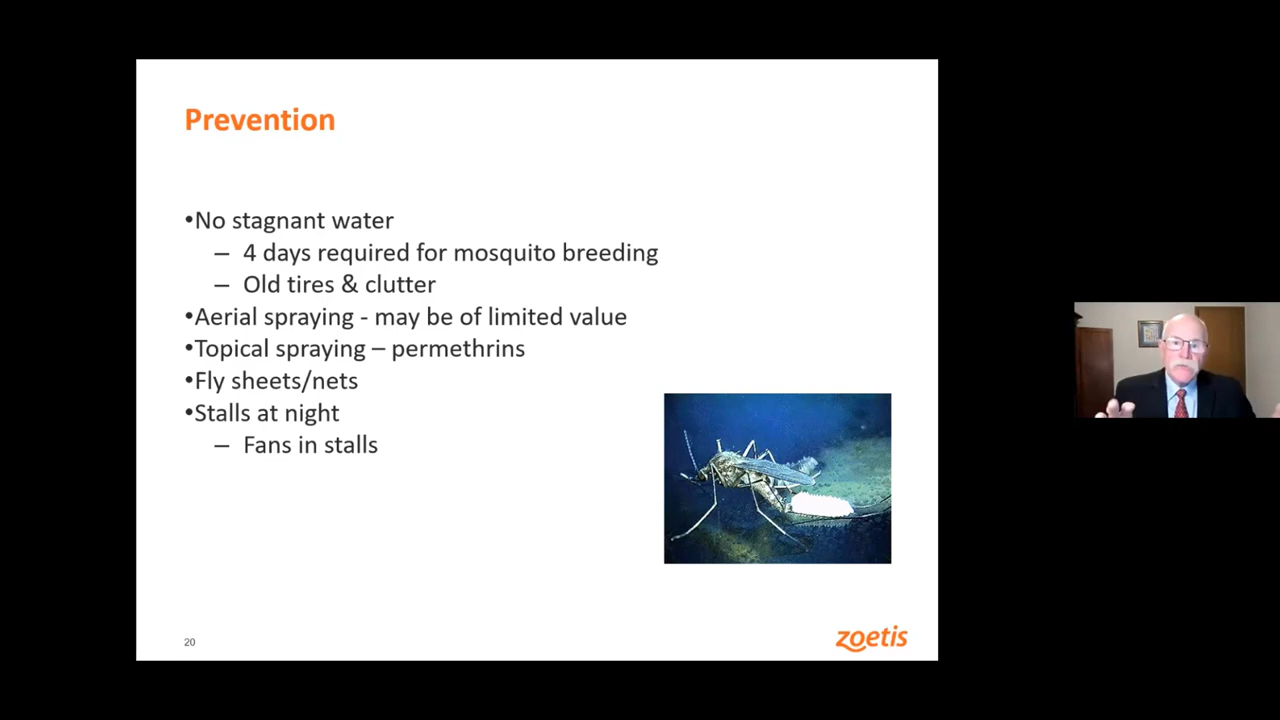 Prevention
•No stagnant water
– 4 days required for mosquito breeding
– Old tires & clutter
•Aerial spraying - may be of limited value
•Topical spraying – permethrins
•Fly sheets/nets
•Stalls at night
– Fans in stalls
20
zoetis